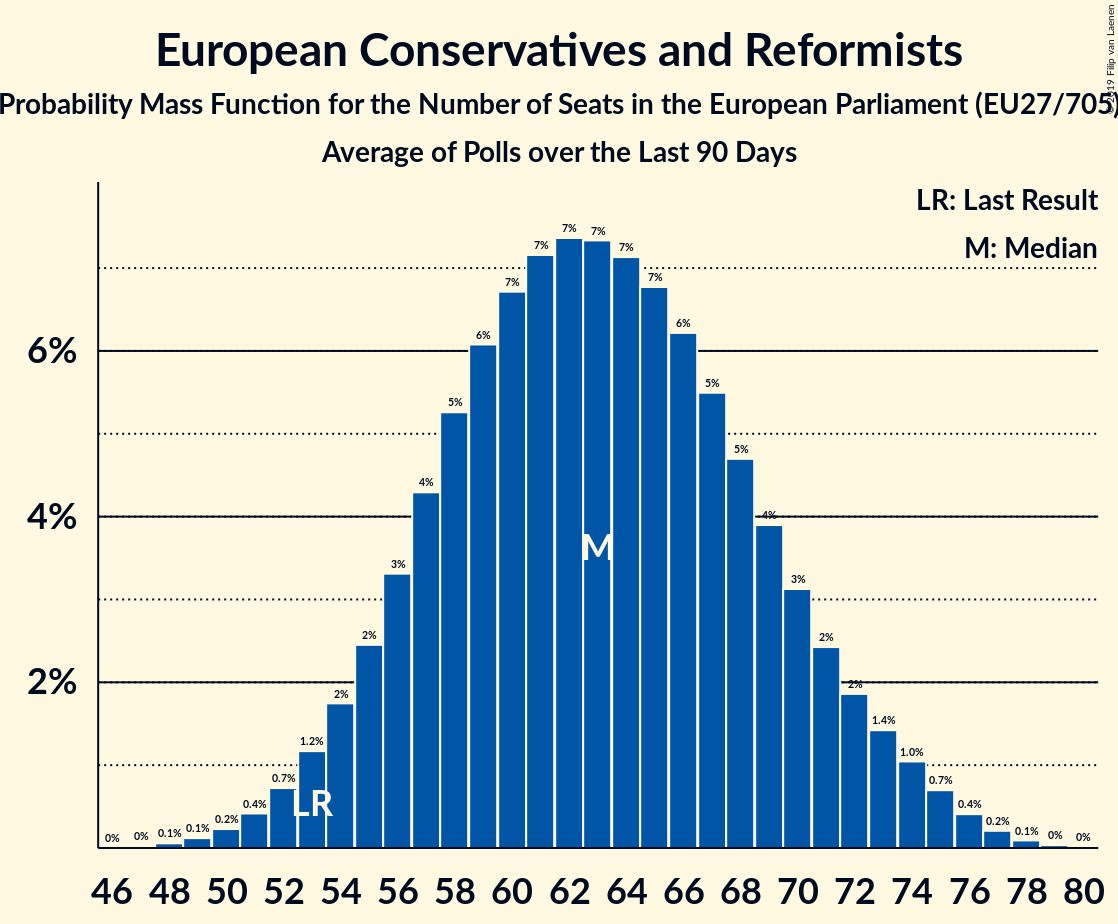 European Conservatives and Reformists
Probability Mass Function for the Number of Seats in the European Parliament (EU27/705)
Average of Polls over the Last 90 Days
© 2019 Filip van Laenen
LR: Last Result
M: Median
6%
4%
2%
0% 0% 0.1% 0.1% 0.2% 0.4% 0.7% 1.2% 2% 2% 3% 4% 5% 6% 7% 7% 7% 7% 7% 7% 6% 5% 5% 4% 3% 2% 2% 1.4% 1.0% 0.7% 0.4% 0.2% 0.1% 0% 0%
M
LR
46 48 50 52 54 56 58 60 62 64 66 68 70 72 74 76 78 80